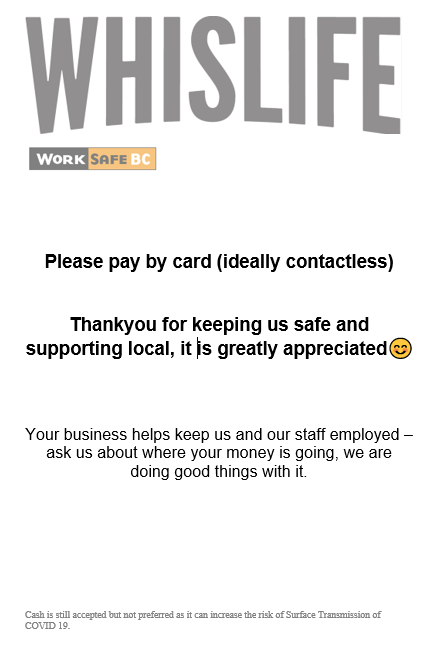 WHISLIFE
WORK SAFE BC
Please pay by card (ideally contactless)
Thankyou for keeping us safe and
supporting local, it is greatly appreciated😊
Your business helps keep us and our staff employed –
ask us about where your money is going, we are
doing good things with it.
Cash is still accepted but not preferred as it can increase the risk of Surface Transmission of
COVID 19.